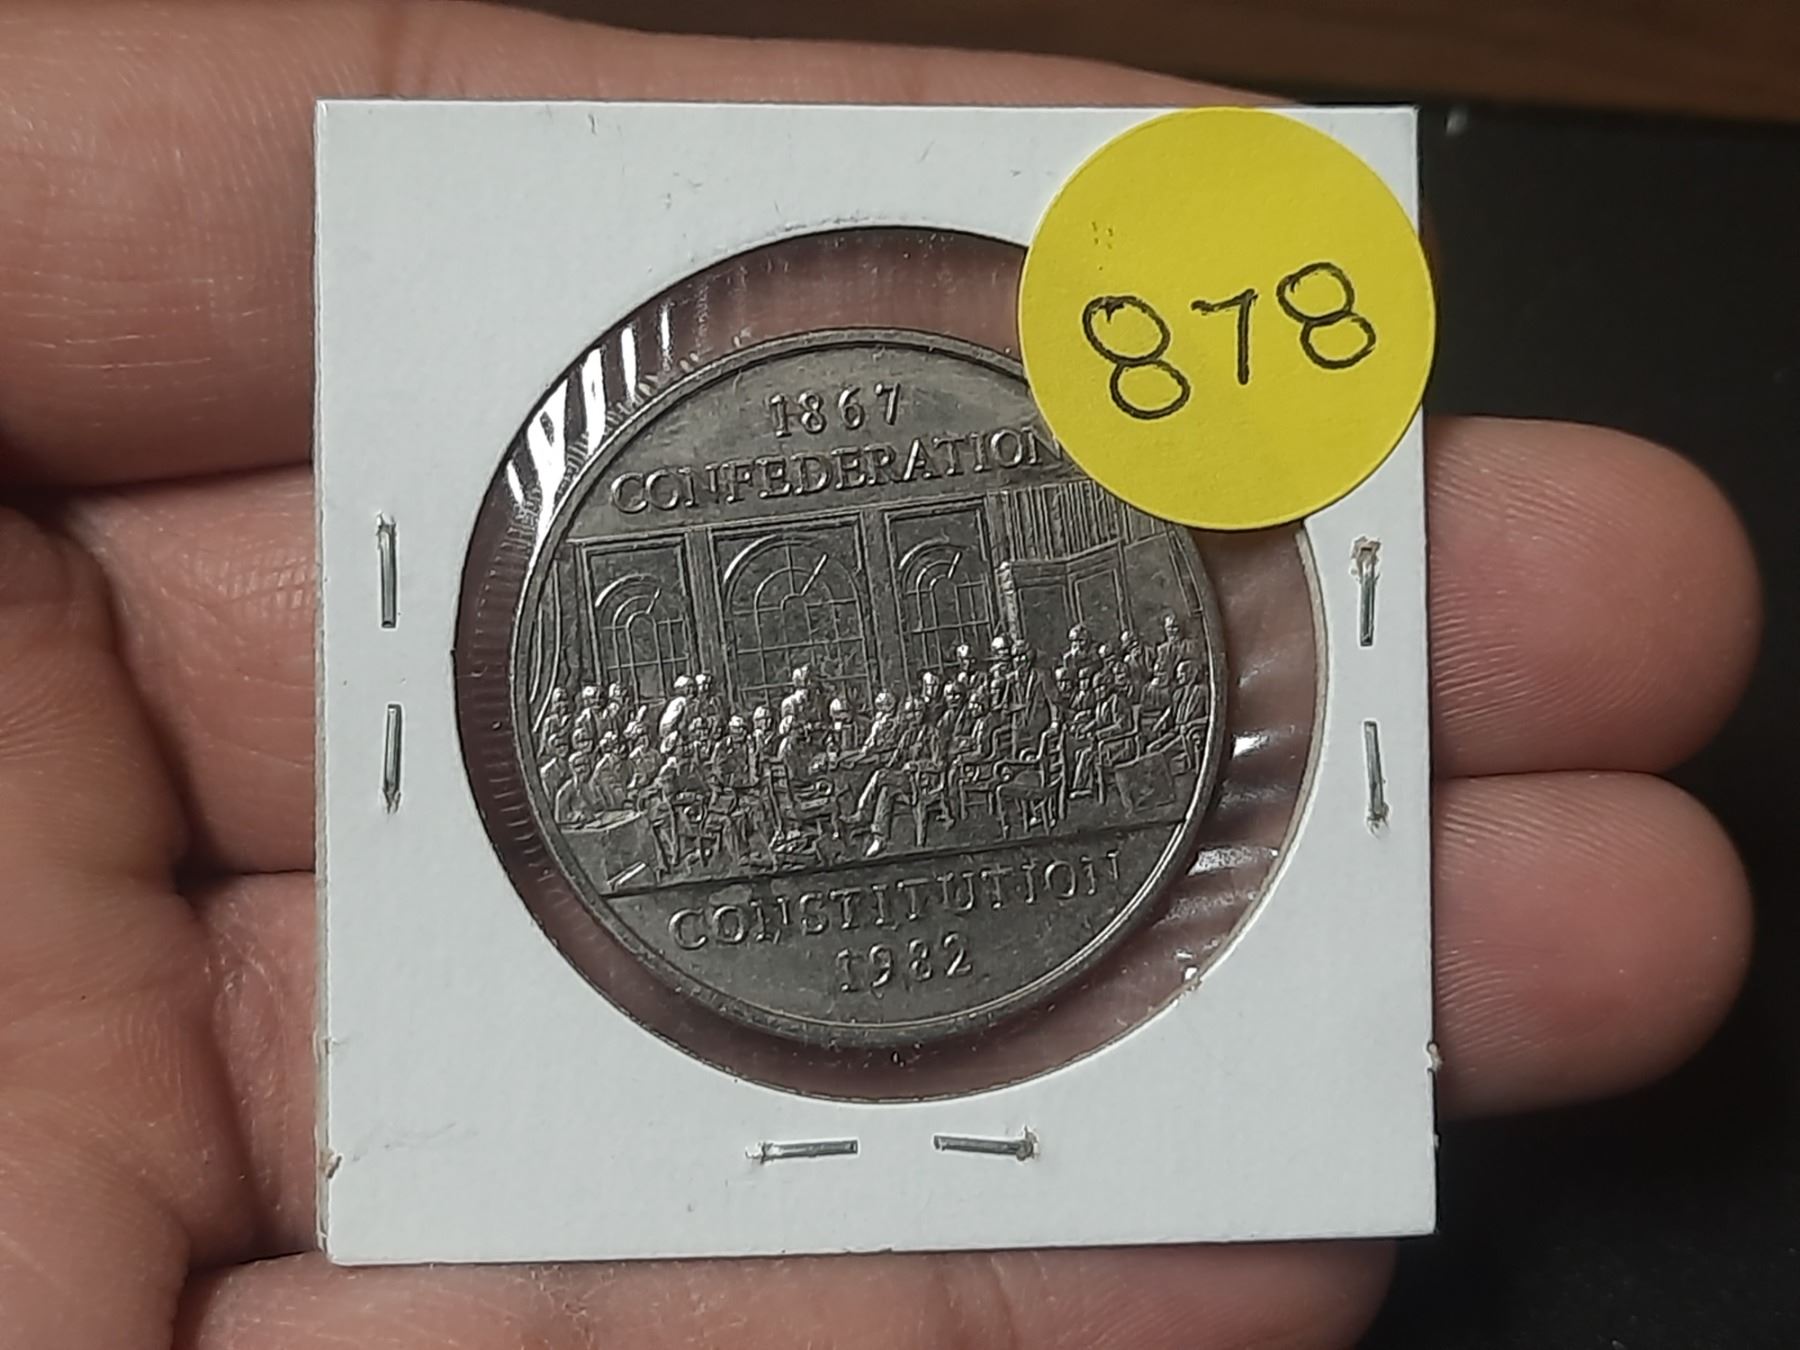 878
1867
CONFEDERATION
CONSTITUTION
1982